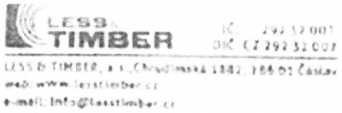 LESS &
TIMBER
IČ: 292 32 007
DIČ: CZ 292 32 007
LESS & TIMBER, a.s., Chrudimská 1882, 286 01 Čáslav
web: www.lesstimber.cz
e-mail: info@lesstimber.cz